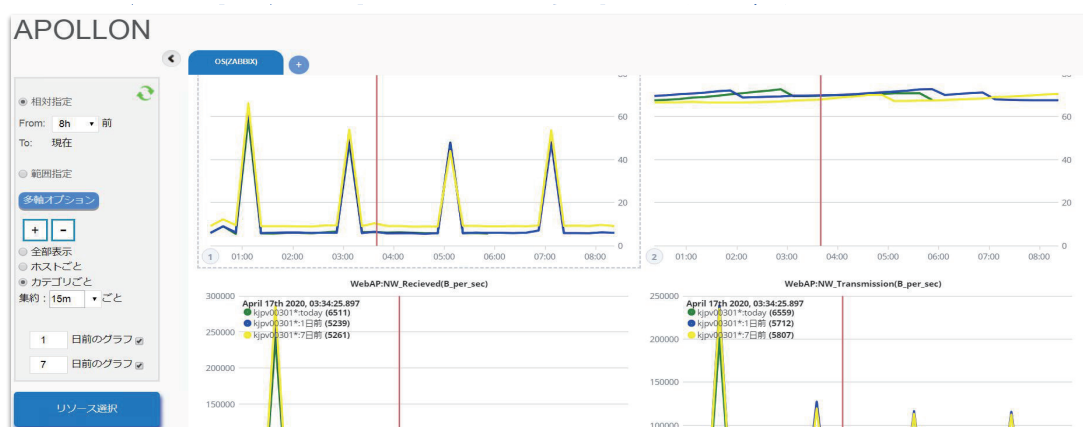 APOLLON
OS(ZABBIX)
+
相対指定
From: 8h 前
To: 現在
範囲指定
多軸オプション
+ -
全部表示
ホストごと
カテゴリごと
集約 : 15m ごと
1 日前のグラフ
7 日前のグラフ
リソース選択
60
40
20
0
1 01:00 02:00 03:00 04:00 05:00 06:00 07:00 08:00
60
40
20
0
2 01:00 02:00 03:00 04:00 05:00 06:00 07:00 08:00
WebAP:NW_Recieved(B_per_sec)
300000
April 17th 2020, 03:34:25.897
kjpv00301*:today (6511)
kjpv00301*:1日前 (5239)
kjpv00301*:7日前 (5261)
250000
200000
150000
WebAP:NW_Transmission(B_per_sec)
250000
April 17th 2020, 03:34:25.897
kjpv00301*:today (6559)
kjpv00301*:1日前 (5712)
kjpv00301*:7日前 (5807)
200000
150000
100000